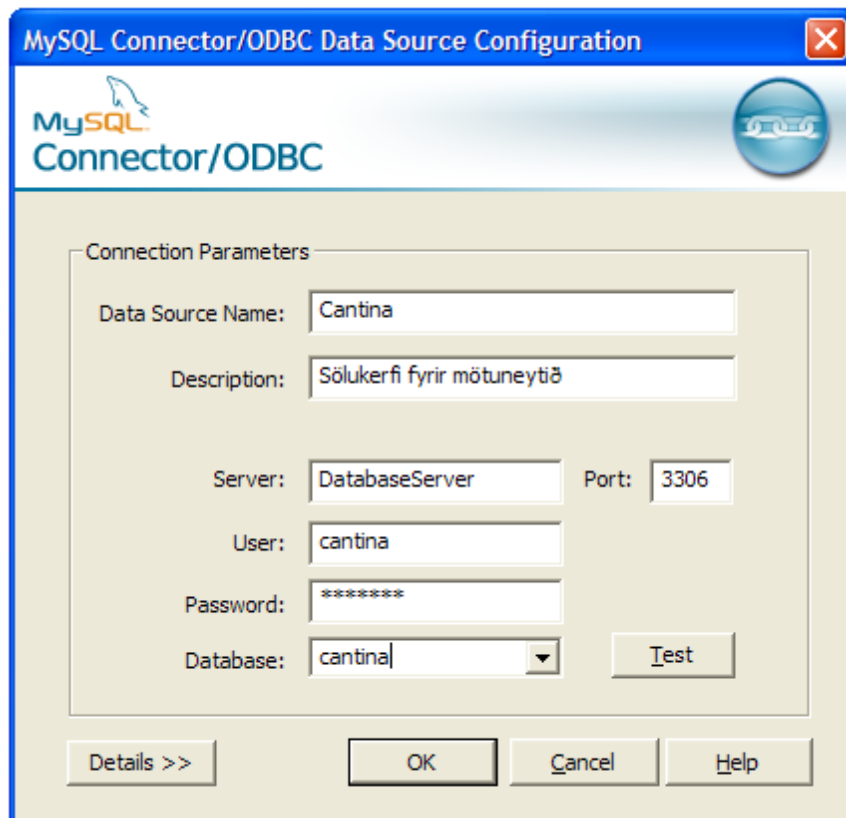 MySQL Connector/ODBC Data Source Configuration
MySQL
Connector/ODBC
Connection Parameters
Data Source Name: Cantina
Description: Sölukerfi fyrir mötuneytið
Server: DatabaseServer Port: 3306
User: cantina
Password: *******
Database: cantina Test
Details >> OK Cancel Help